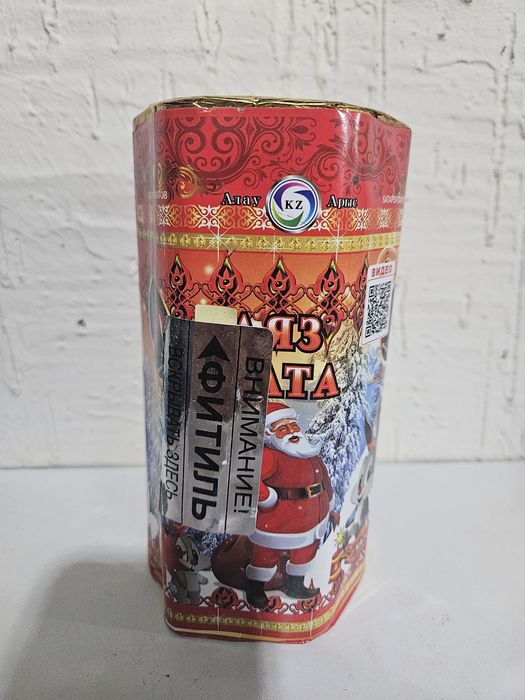 Алау KZ Арыс
ВИДЕО
АЯЗ
АТА
ВНИМАНИЕ!
ФИТИЛЬ
ВСКРЫВАТЬ ЗДЕСЬ